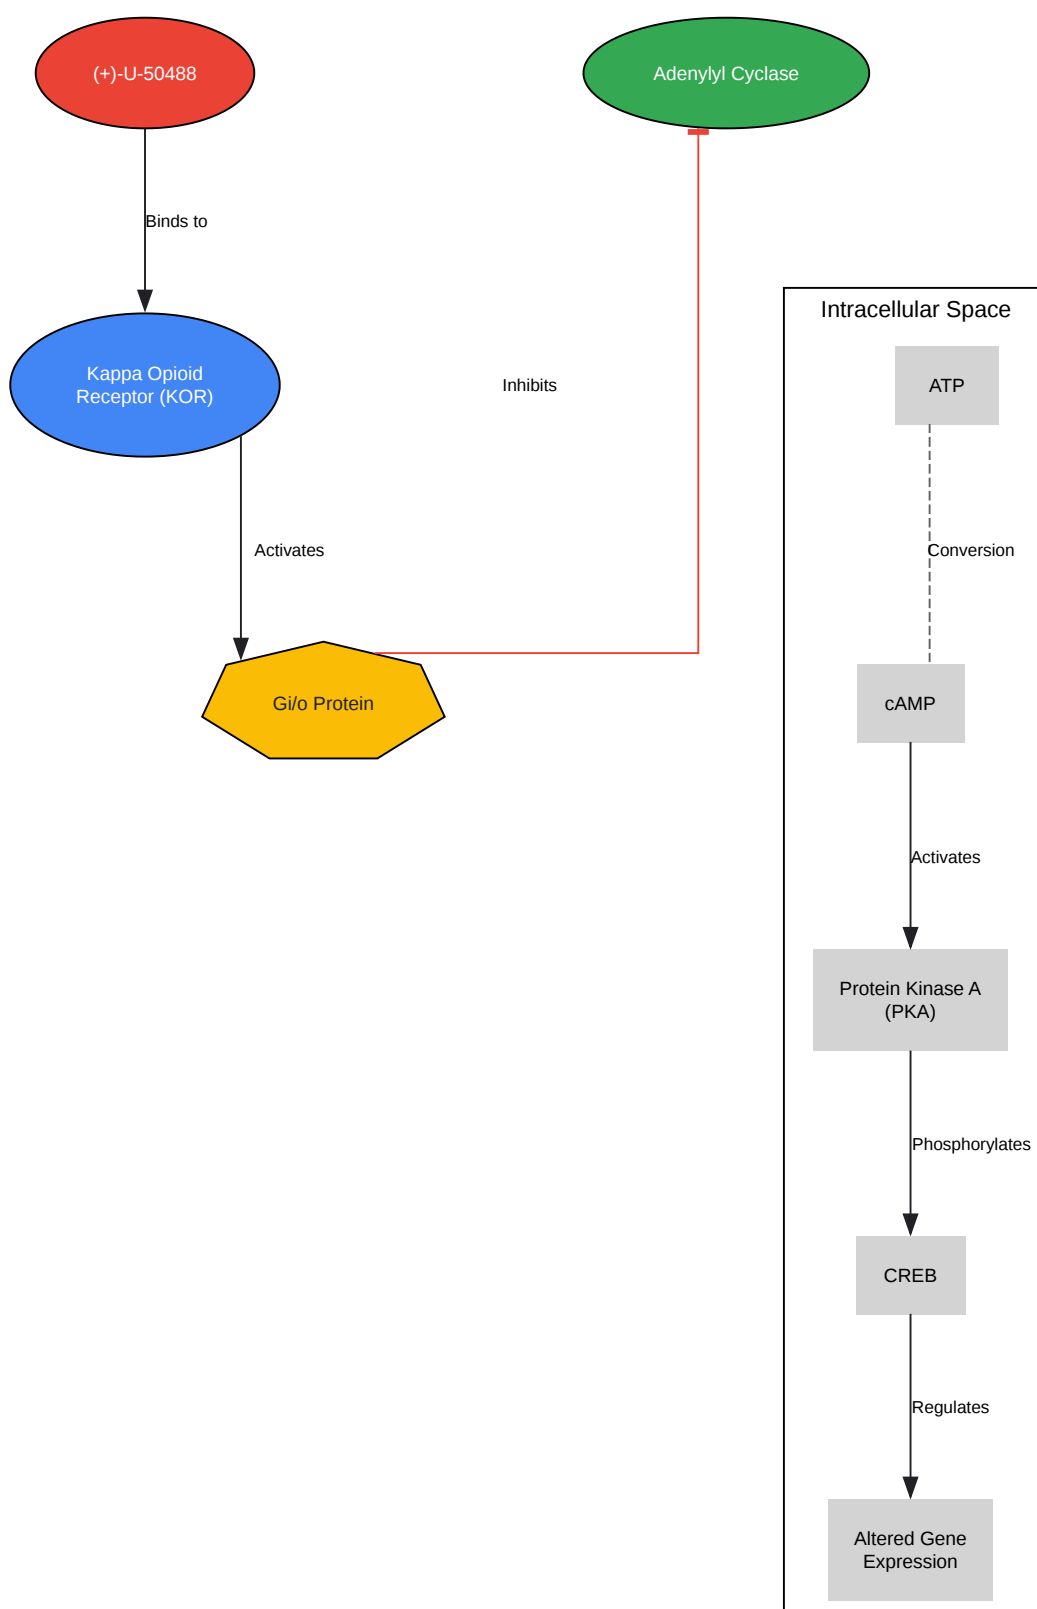 (+)-U-50488
Adenylyl Cyclase
Binds to
Intracellular Space
Kappa Opioid
Receptor (KOR)
Inhibits
ATP
Activates
Conversion
Gi/o Protein
cAMP
Activates
Protein Kinase A
(PKA)
Phosphorylates
CREB
Regulates
Altered Gene
Expression